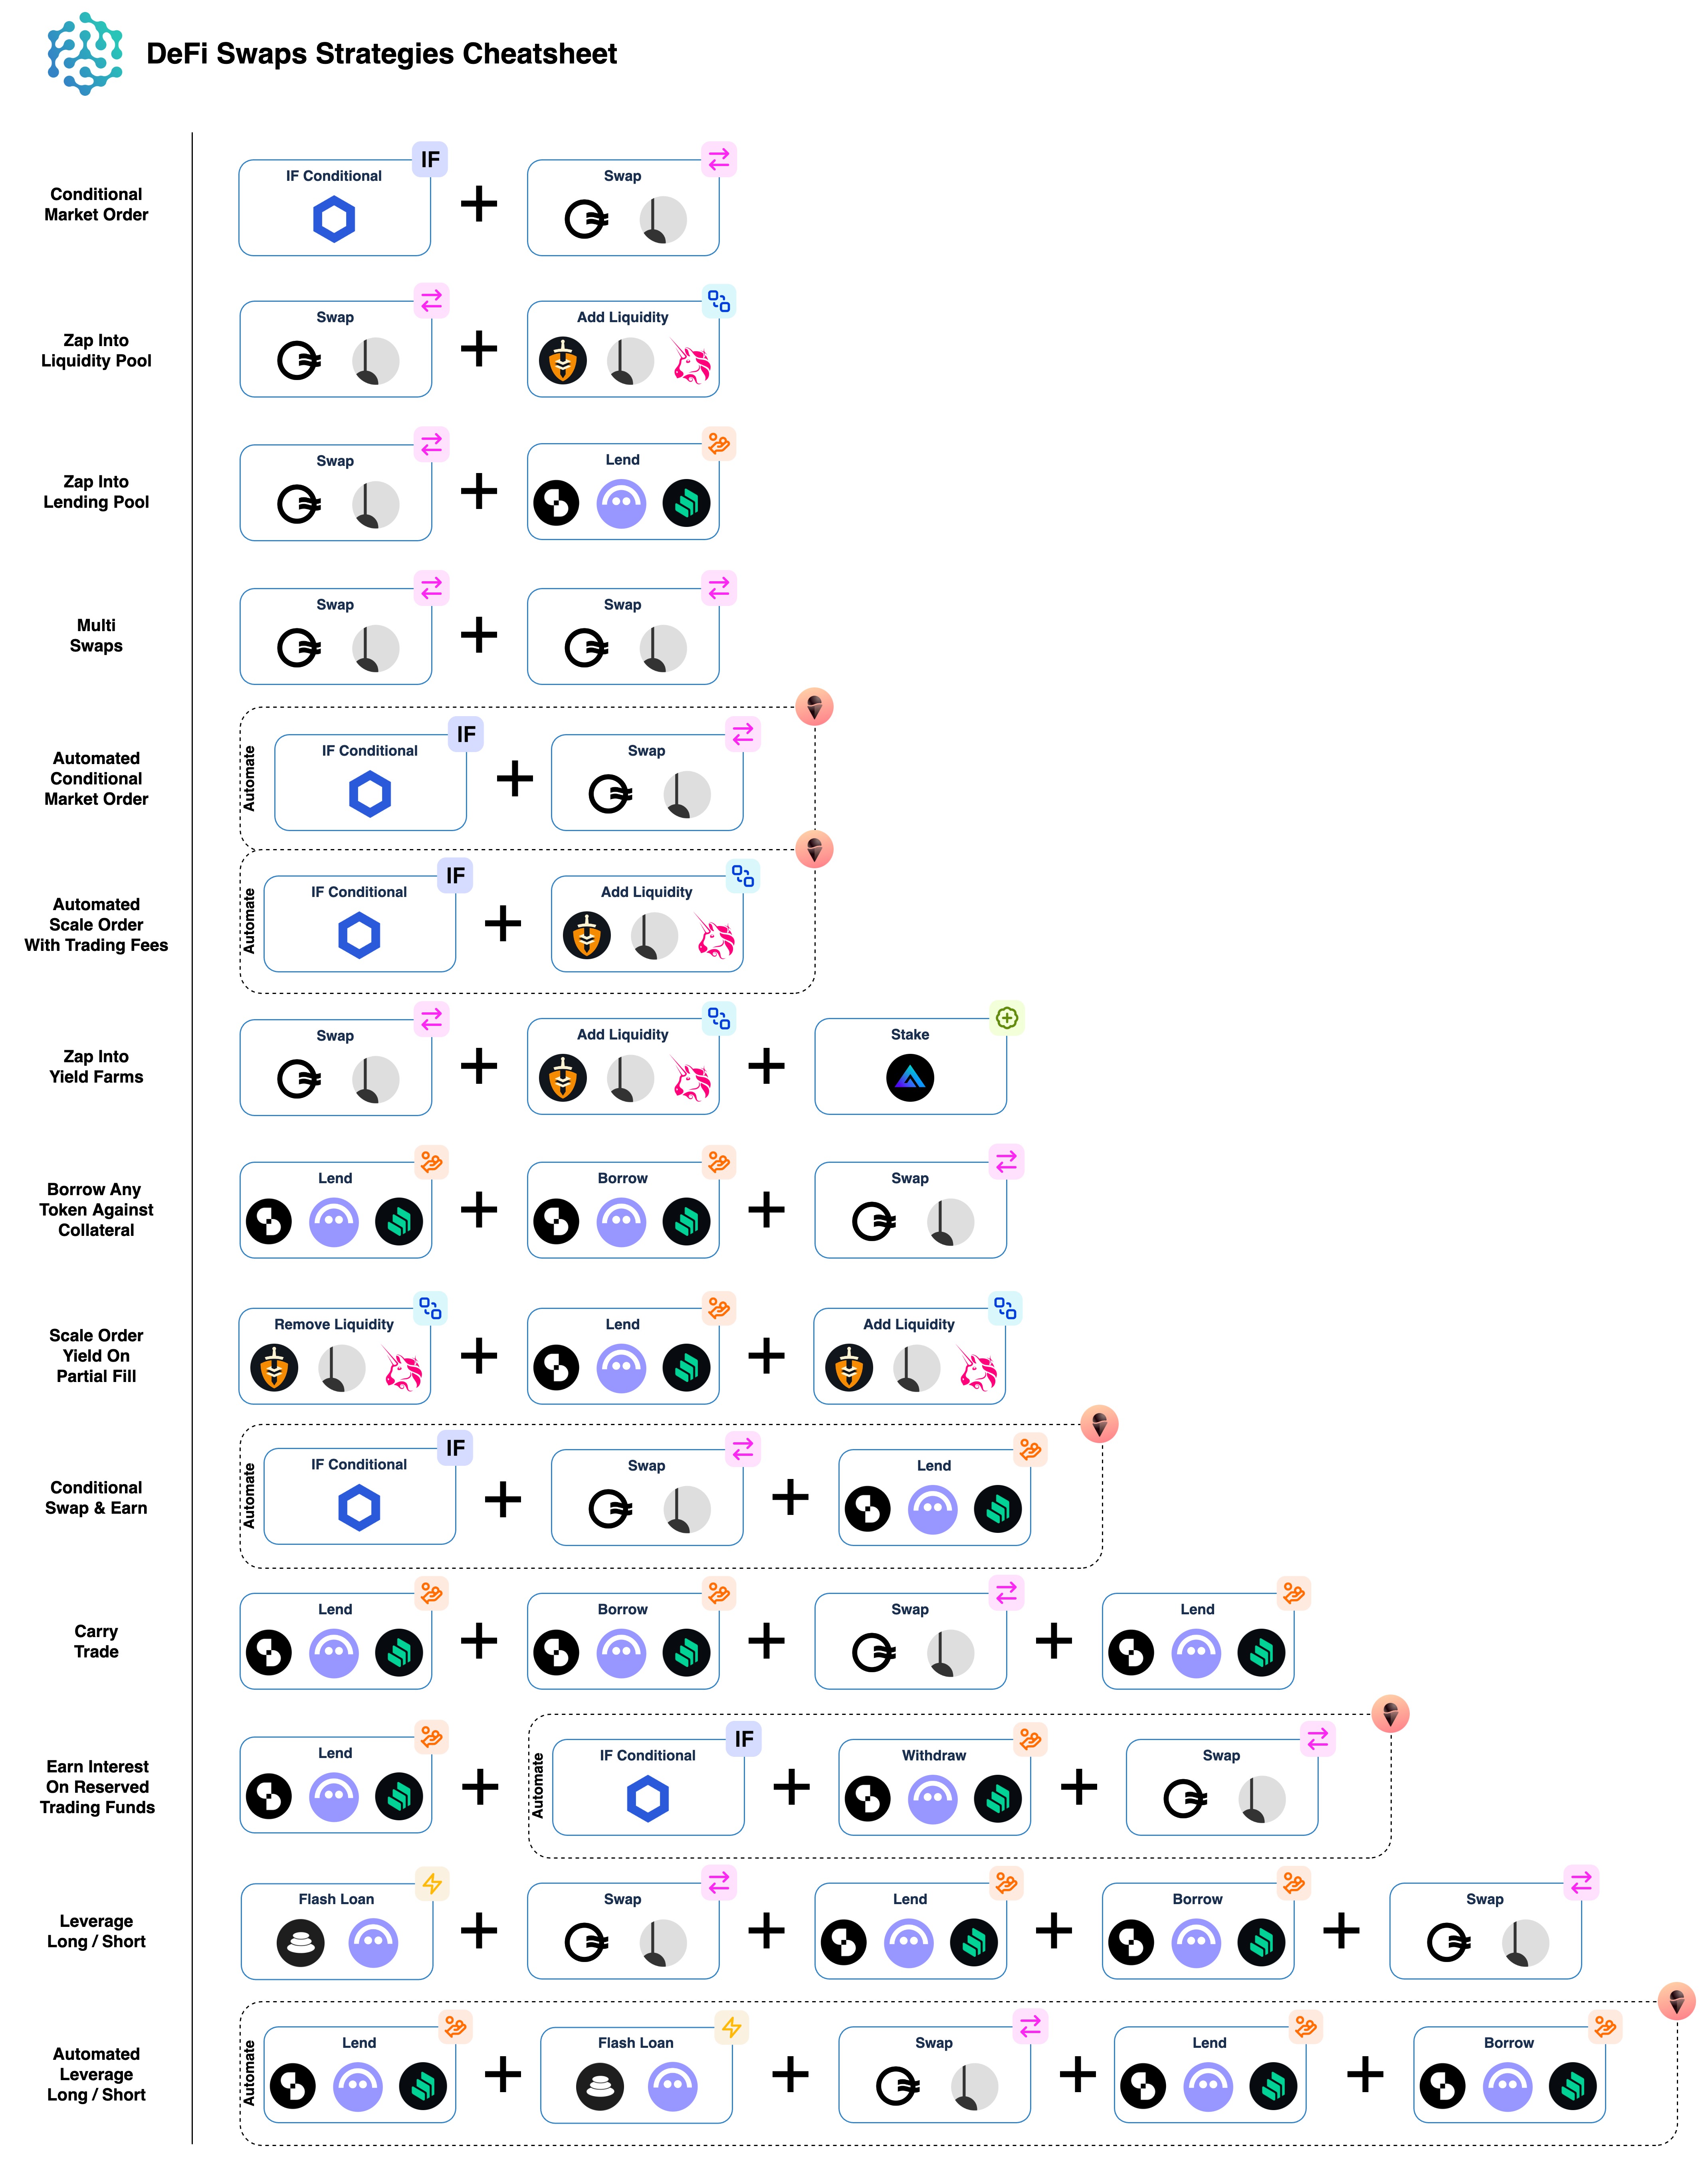 DeFi Swaps Strategies Cheatsheet
Conditional
Market Order
IF Conditional
IF
Swap
Zap Into
Liquidity Pool
Swap
Add Liquidity
Zap Into
Lending Pool
Swap
Lend
Multi
Swaps
Swap
Swap
Automated
Conditional
Market Order
Automate
IF Conditional
IF
Swap
Automated
Scale Order
With Trading Fees
Automate
IF Conditional
IF
Add Liquidity
Zap Into
Yield Farms
Swap
Add Liquidity
Stake
Borrow Any
Token Against
Collateral
Lend
Borrow
Swap
Scale Order
Yield On
Partial Fill
Remove Liquidity
Lend
Add Liquidity
Conditional
Swap & Earn
Automate
IF Conditional
IF
Swap
Lend
Carry
Trade
Lend
Borrow
Swap
Lend
Earn Interest
On Reserved
Trading Funds
Lend
Automate
IF Conditional
IF
Withdraw
Swap
Leverage
Long / Short
Flash Loan
Swap
Lend
Borrow
Swap
Automated
Leverage
Long / Short
Automate
Lend
Flash Loan
Swap
Lend
Borrow